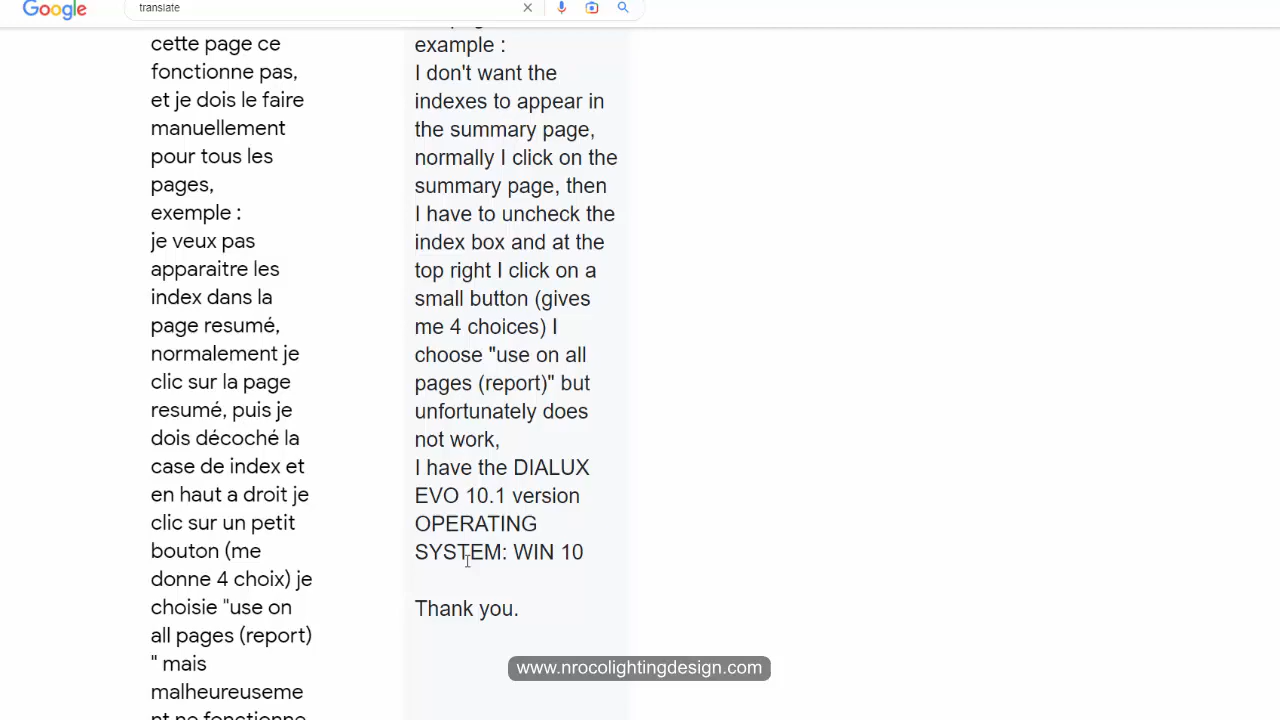 Google
translate
cette page ce
fonctionne pas,
et je dois le faire
manuellement
pour tous les
pages,
exemple :
je veux pas
apparaitre les
index dans la
page resumé,
normalement je
clic sur la page
resumé, puis je
dois décoché la
case de index et
en haut a droit je
clic sur un petit
bouton (me
donne 4 choix) je
choisie "use on
all pages (report)
" mais
malheureuseme
nt ne fonctionne
example :
I don't want the
indexes to appear in
the summary page,
normally I click on the
summary page, then
I have to uncheck the
index box and at the
top right I click on a
small button (gives
me 4 choices) I
choose "use on all
pages (report)" but
unfortunately does
not work,
I have the DIALUX
EVO 10.1 version
OPERATING
SYSTEM: WIN 10
Thank you.
www.nrocolightingdesign.com